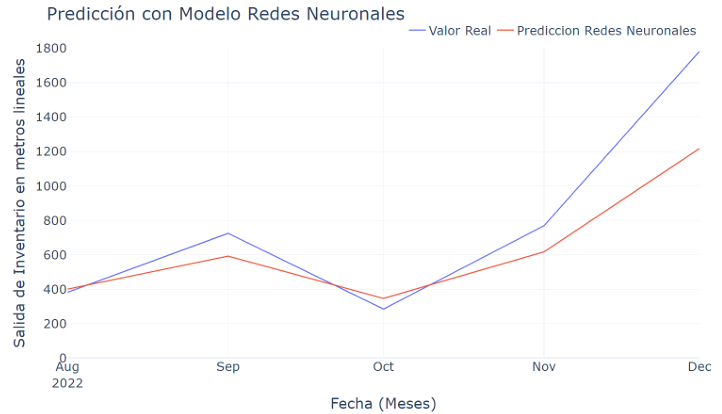 Predicción con Modelo Redes Neuronales
Valor Real
Prediccion Redes Neuronales
Salida de Inventario en metros lineales
1800
1600
1400
1200
1000
800
600
400
200
0
Aug
2022
Sep
Oct
Nov
Dec
Fecha (Meses)